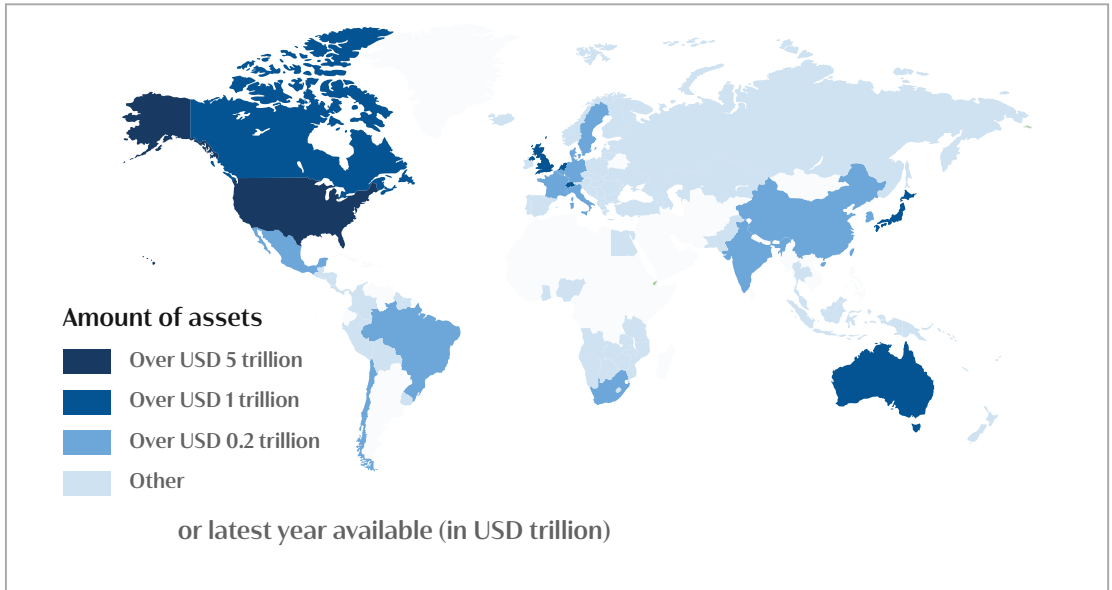 Amount of assets
Over USD 5 trillion
Over USD 1 trillion
Over USD 0.2 trillion
Other
or latest year available (in USD trillion)